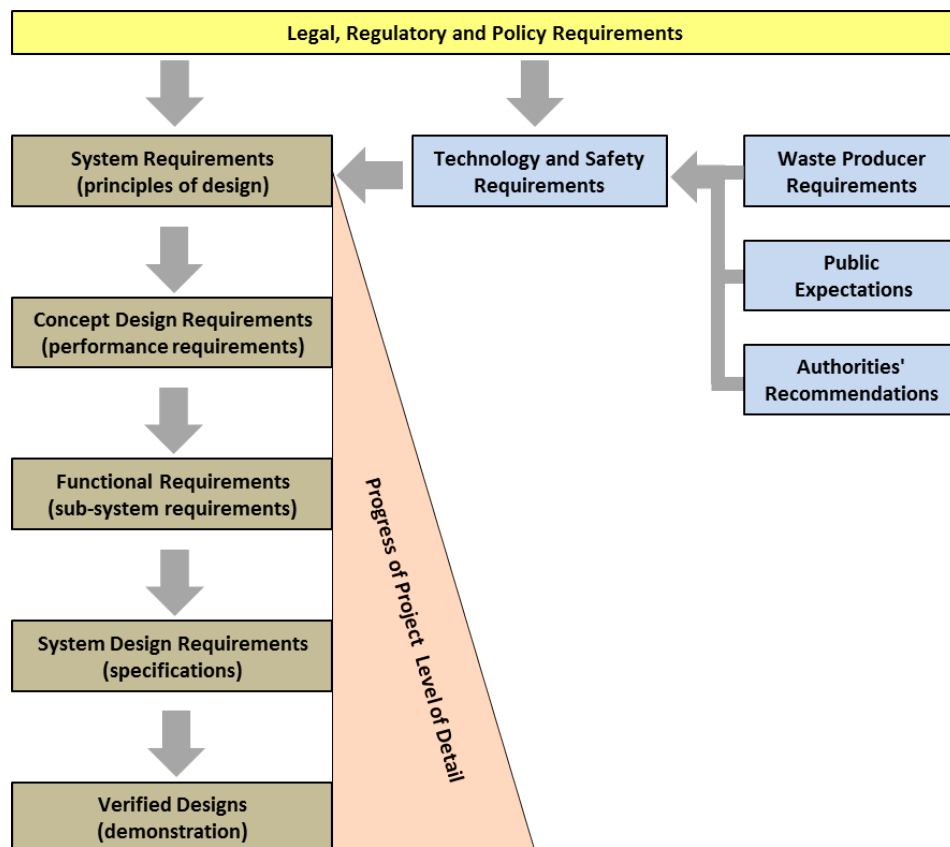 Legal, Regulatory and Policy Requirements
System Requirements
(principles of design)
Technology and Safety
Requirements
Waste Producer
Requirements
Public
Expectations
Authorities'
Recommendations
Concept Design Requirements
(performance requirements)
Functional Requirements
(sub-system requirements)
System Design Requirements
(specifications)
Verified Designs
(demonstration)
Progress of Project Level of Detail